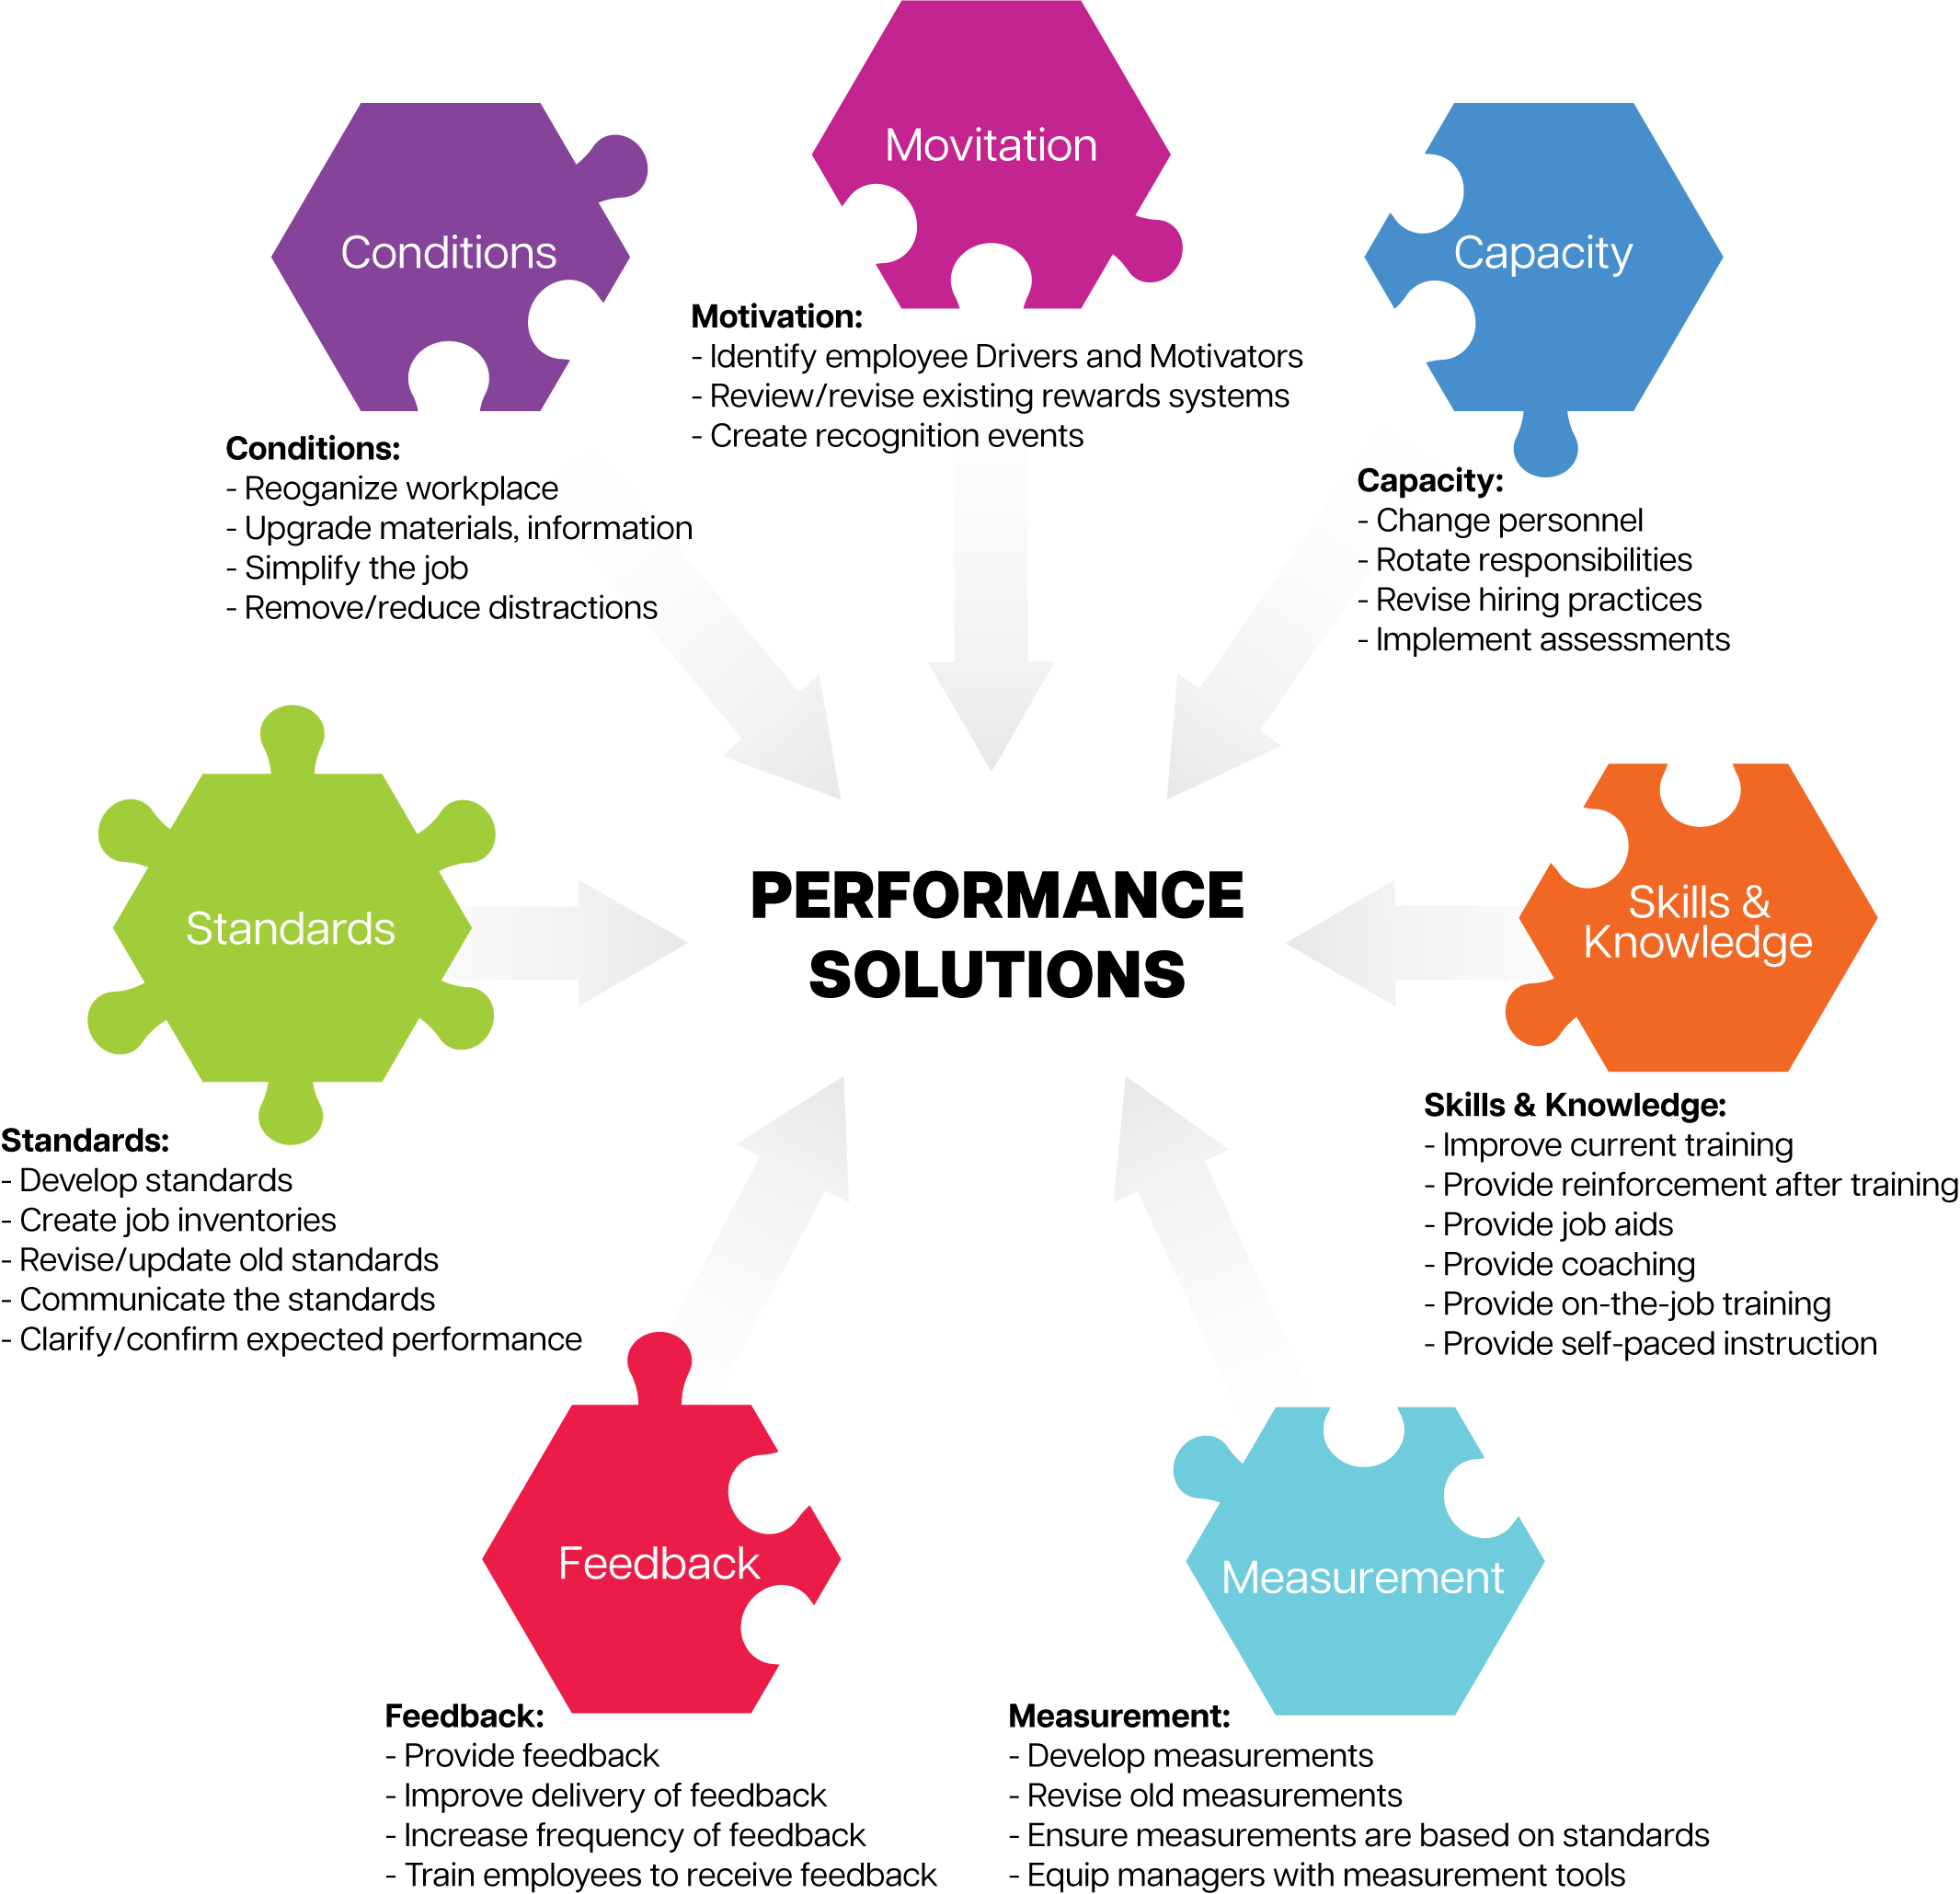 Movitation
Motivation:
- Identify employee Drivers and Motivators
- Review/revise existing rewards systems
- Create recognition events
Conditions
Conditions:
- Reoganize workplace
- Upgrade materials, information
- Simplify the job
- Remove/reduce distractions
Capacity
Capacity:
- Change personnel
- Rotate responsibilities
- Revise hiring practices
- Implement assessments
PERFORMANCE
SOLUTIONS
Standards
Standards:
- Develop standards
- Create job inventories
- Revise/update old standards
- Communicate the standards
- Clarify/confirm expected performance
Skills &
Knowledge
Skills & Knowledge:
- Improve current training
- Provide reinforcement after training
- Provide job aids
- Provide coaching
- Provide on-the-job training
- Provide self-paced instruction
Feedback
Feedback:
- Provide feedback
- Improve delivery of feedback
- Increase frequency of feedback
- Train employees to receive feedback
Measurement
Measurement:
- Develop measurements
- Revise old measurements
- Ensure measurements are based on standards
- Equip managers with measurement tools